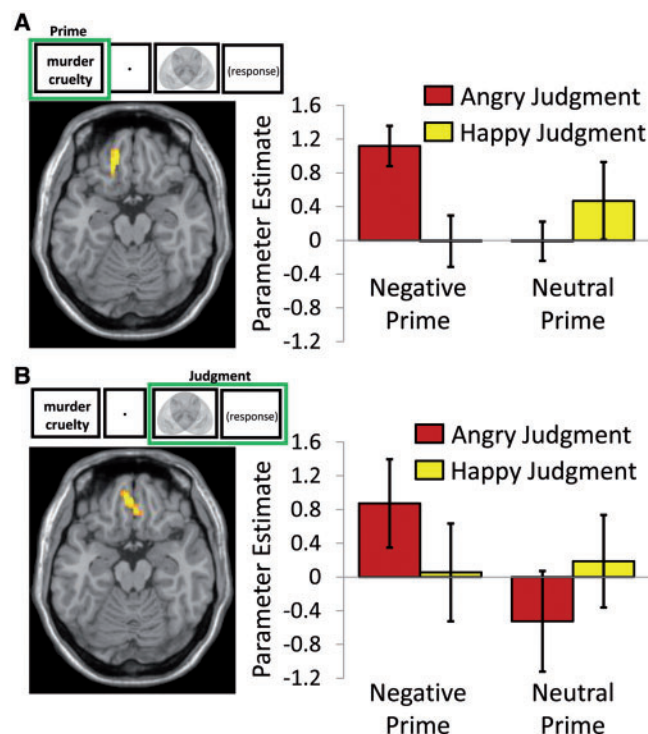 A
Prime
murder
cruelty
(response)
Angry Judgment
Happy Judgment
Parameter Estimate
1.6
1.2
0.8
0.4
0
-0.4
-0.8
-1.2
Negative
Prime
Neutral
Prime
B
Judgment
murder
cruelty
(response)
Angry Judgment
Happy Judgment
Parameter Estimate
1.6
1.2
0.8
0.4
0
-0.4
-0.8
-1.2
Negative
Prime
Neutral
Prime